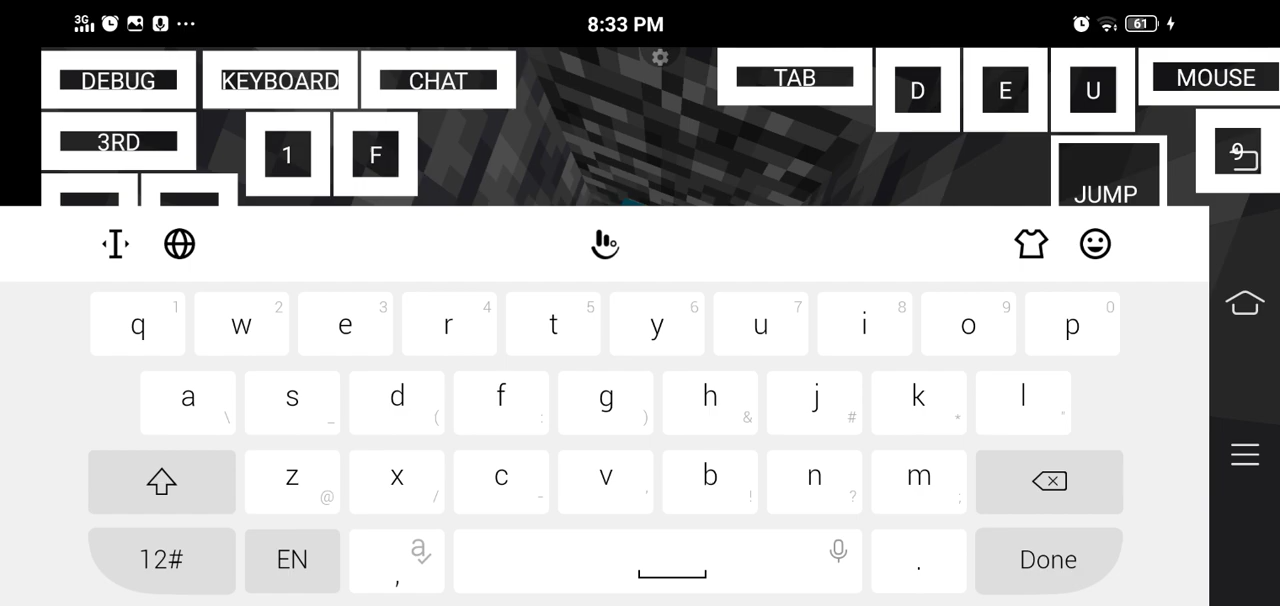 3G 8:33 PM 61
DEBUG KEYBOARD CHAT TAB D E U MOUSE
3RD 1 F 9
JUMP
q 1 w 2 e 3 r 4 t 5 y 6 u 7 i 8 o 9 p 0
a \ s _ d ( f : g ) h & j # k * l "
z @ x / c - v ' b ! n ? m ;
12# EN , a . Done